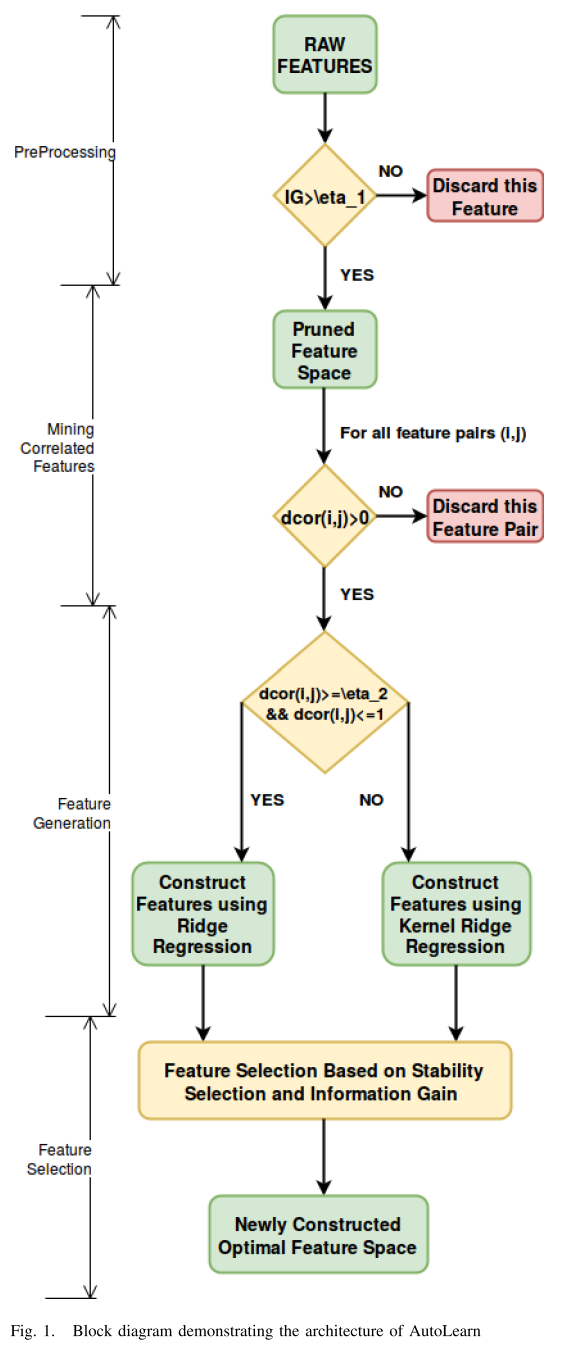 RAW
FEATURES
PreProcessing
IG>\eta_1
NO
Discard this
Feature
YES
Pruned
Feature
Space
Mining
Correlated
Features
For all feature pairs (i,j)
dcor(i,j)>0
NO
Discard this
Feature Pair
YES
dcor(i,j)>=\eta_2
&& dcor(i,j)<=1
YES
NO
Feature
Generation
Construct
Features using
Ridge
Regression
Construct
Features using
Kernel Ridge
Regression
Feature Selection Based on Stability
Selection and Information Gain
Feature
Selection
Newly Constructed
Optimal Feature Space
Fig. 1. Block diagram demonstrating the architecture of AutoLearn